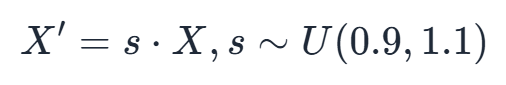 X′ = s · X, s ∼ U(0.9, 1.1)